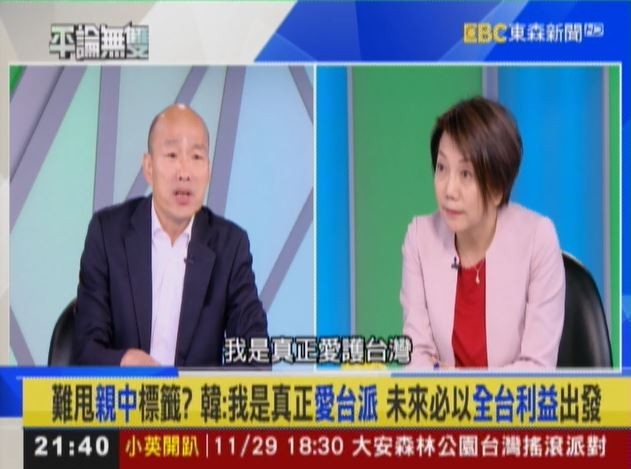 平論無雙
EBC 東森新聞 HD
我是真正愛護台灣
難甩親中標籤? 韓:我是真正愛台派 未來必以全台利益出發
21:40 小英開趴 11/29 18:30 大安森林公園台灣搖滾派對